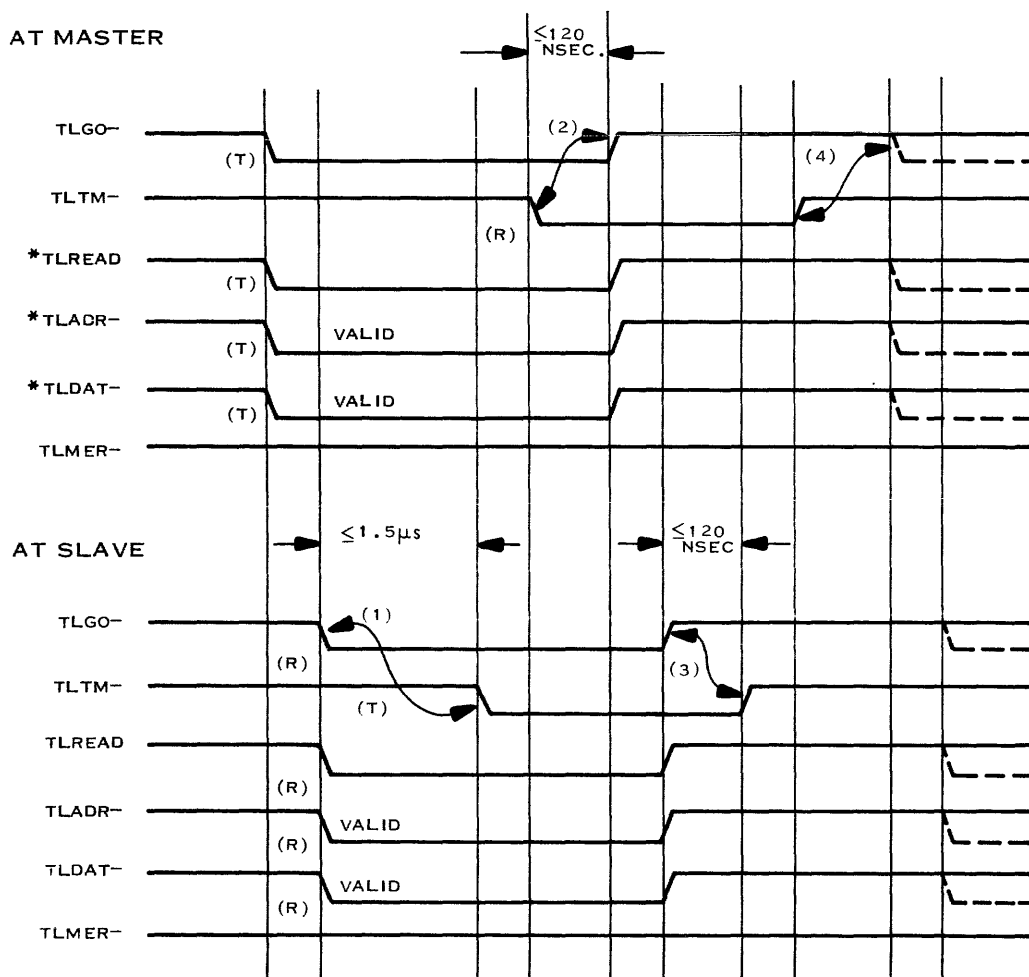 AT MASTER
≤120
NSEC.
TLGO−
(T)
(2)
(4)
TLTM−
(R)
*TLREAD
(T)
*TLADR−
(T)
VALID
*TLDAT−
(T)
VALID
TLMER−
AT SLAVE
≤1.5μs
≤120
NSEC
TLGO−
(R)
(1)
(3)
TLTM−
(T)
TLREAD
(R)
TLADR−
(R)
VALID
TLDAT−
(R)
VALID
TLMER−